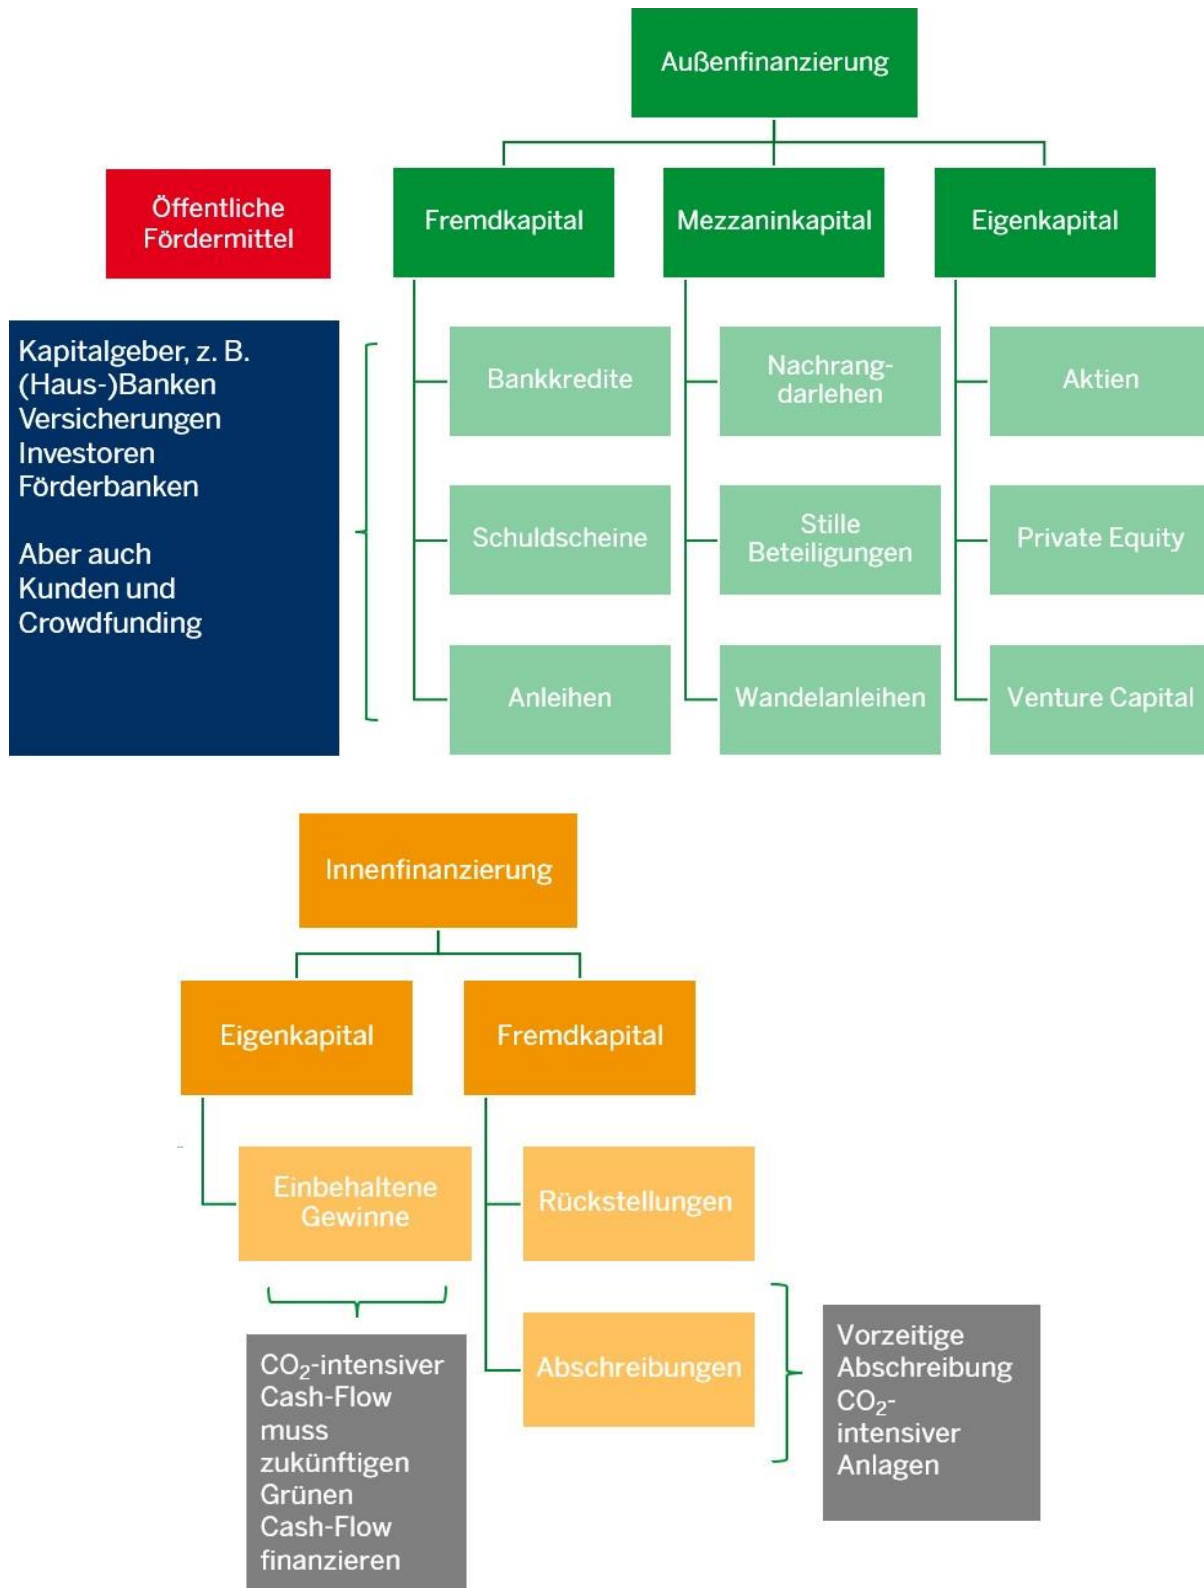 Außenfinanzierung
Öffentliche
Fördermittel
Fremdkapital
Mezzaninkapital
Eigenkapital
Kapitalgeber, z. B.
(Haus-)Banken
Versicherungen
Investoren
Förderbanken
Aber auch
Kunden und
Crowdfunding
Bankkredite
Nachrang-
darlehen
Aktien
Schuldscheine
Stille
Beteiligungen
Private Equity
Anleihen
Wandelanleihen
Venture Capital
Innenfinanzierung
Eigenkapital
Fremdkapital
Einbehaltene
Gewinne
Rückstellungen
Abschreibungen
CO₂-intensiver
Cash-Flow
muss
zukünftigen
Grünen
Cash-Flow
finanzieren
Vorzeitige
Abschreibung
CO₂-
intensiver
Anlagen